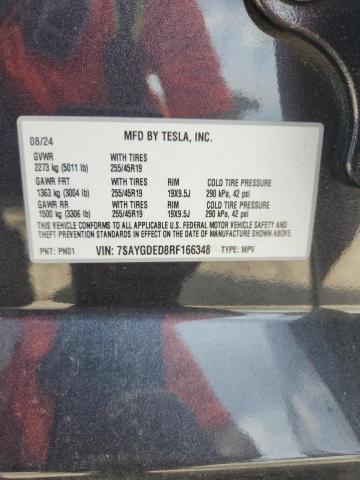 MFD BY TESLA, INC.
08/24
GVWR WITH TIRES
2273 kg (5011 lb) 255/45R19
GAWR FRT WITH TIRES RIM COLD TIRE PRESSURE
1363 kg (3004 lb) 255/45R19 19X9.5J 290 kPa, 42 psi
GAWR RR WITH TIRES RIM COLD TIRE PRESSURE
1500 kg (3306 lb) 255/45R19 19X9.5J 290 kPa, 42 psi
THIS VEHICLE CONFORMS TO ALL APPLICABLE U.S. FEDERAL MOTOR VEHICLE SAFETY
AND THEFT PREVENTION STANDARDS IN EFFECT ON THE DATE
OF MANUFACTURE SHOWN ABOVE.
PNT: PN01 VIN: 7SAYGDED8RF166348 TYPE: MPV